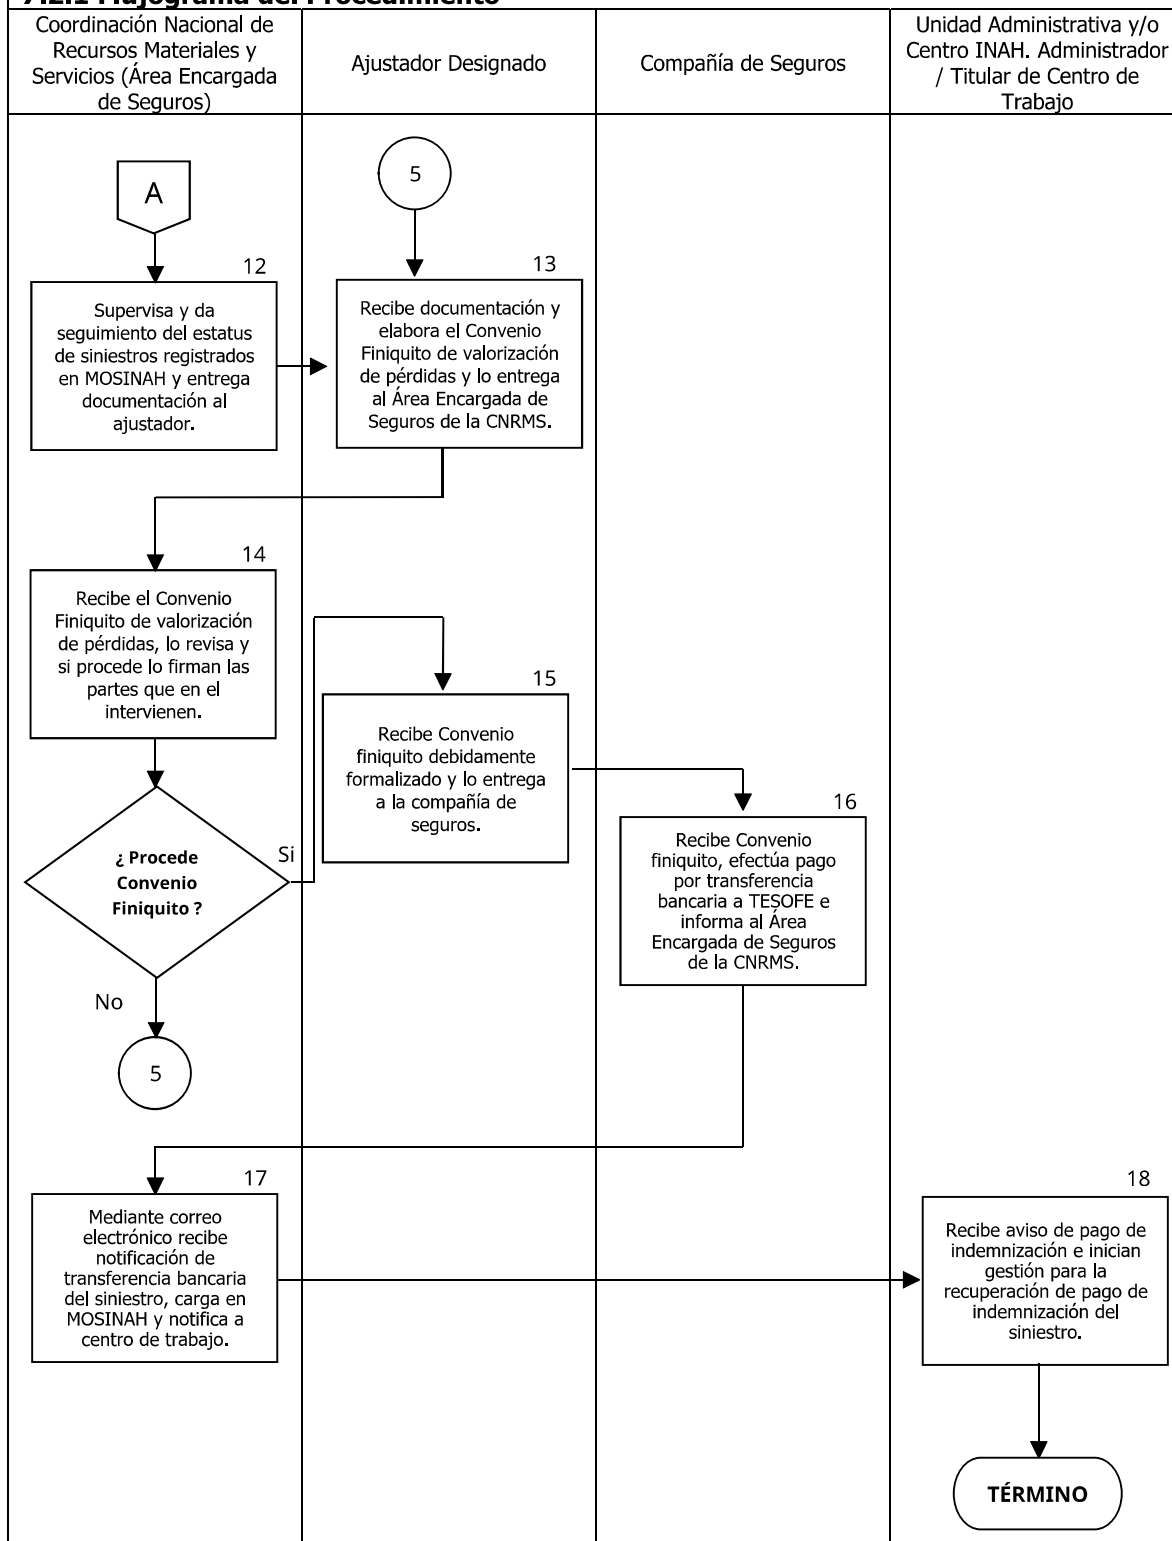 7.2.1 Flujograma del Procedimiento
Coordinación Nacional de
Recursos Materiales y
Servicios (Área Encargada
de Seguros)
Ajustador Designado
Compañía de Seguros
Unidad Administrativa y/o
Centro INAH. Administrador
/ Titular de Centro de
Trabajo
A
5
12
Supervisa y da
seguimiento del estatus
de siniestros registrados
en MOSINAH y entrega
documentación al
ajustador.
13
Recibe documentación y
elabora el Convenio
Finiquito de valorización
de pérdidas y lo entrega
al Área Encargada de
Seguros de la CNRMS.
14
Recibe el Convenio
Finiquito de valorización
de pérdidas, lo revisa y
si procede lo firman las
partes que en el
intervienen.
15
Recibe Convenio
finiquito debidamente
formalizado y lo entrega
a la compañía de
seguros.
¿ Procede
Convenio
Finiquito ?
Si
No
5
16
Recibe Convenio
finiquito, efectúa pago
por transferencia
bancaria a TESOFE e
informa al Área
Encargada de Seguros
de la CNRMS.
17
Mediante correo
electrónico recibe
notificación de
transferencia bancaria
del siniestro, carga en
MOSINAH y notifica a
centro de trabajo.
18
Recibe aviso de pago de
indemnización e inician
gestión para la
recuperación de pago de
indemnización del
siniestro.
TÉRMINO